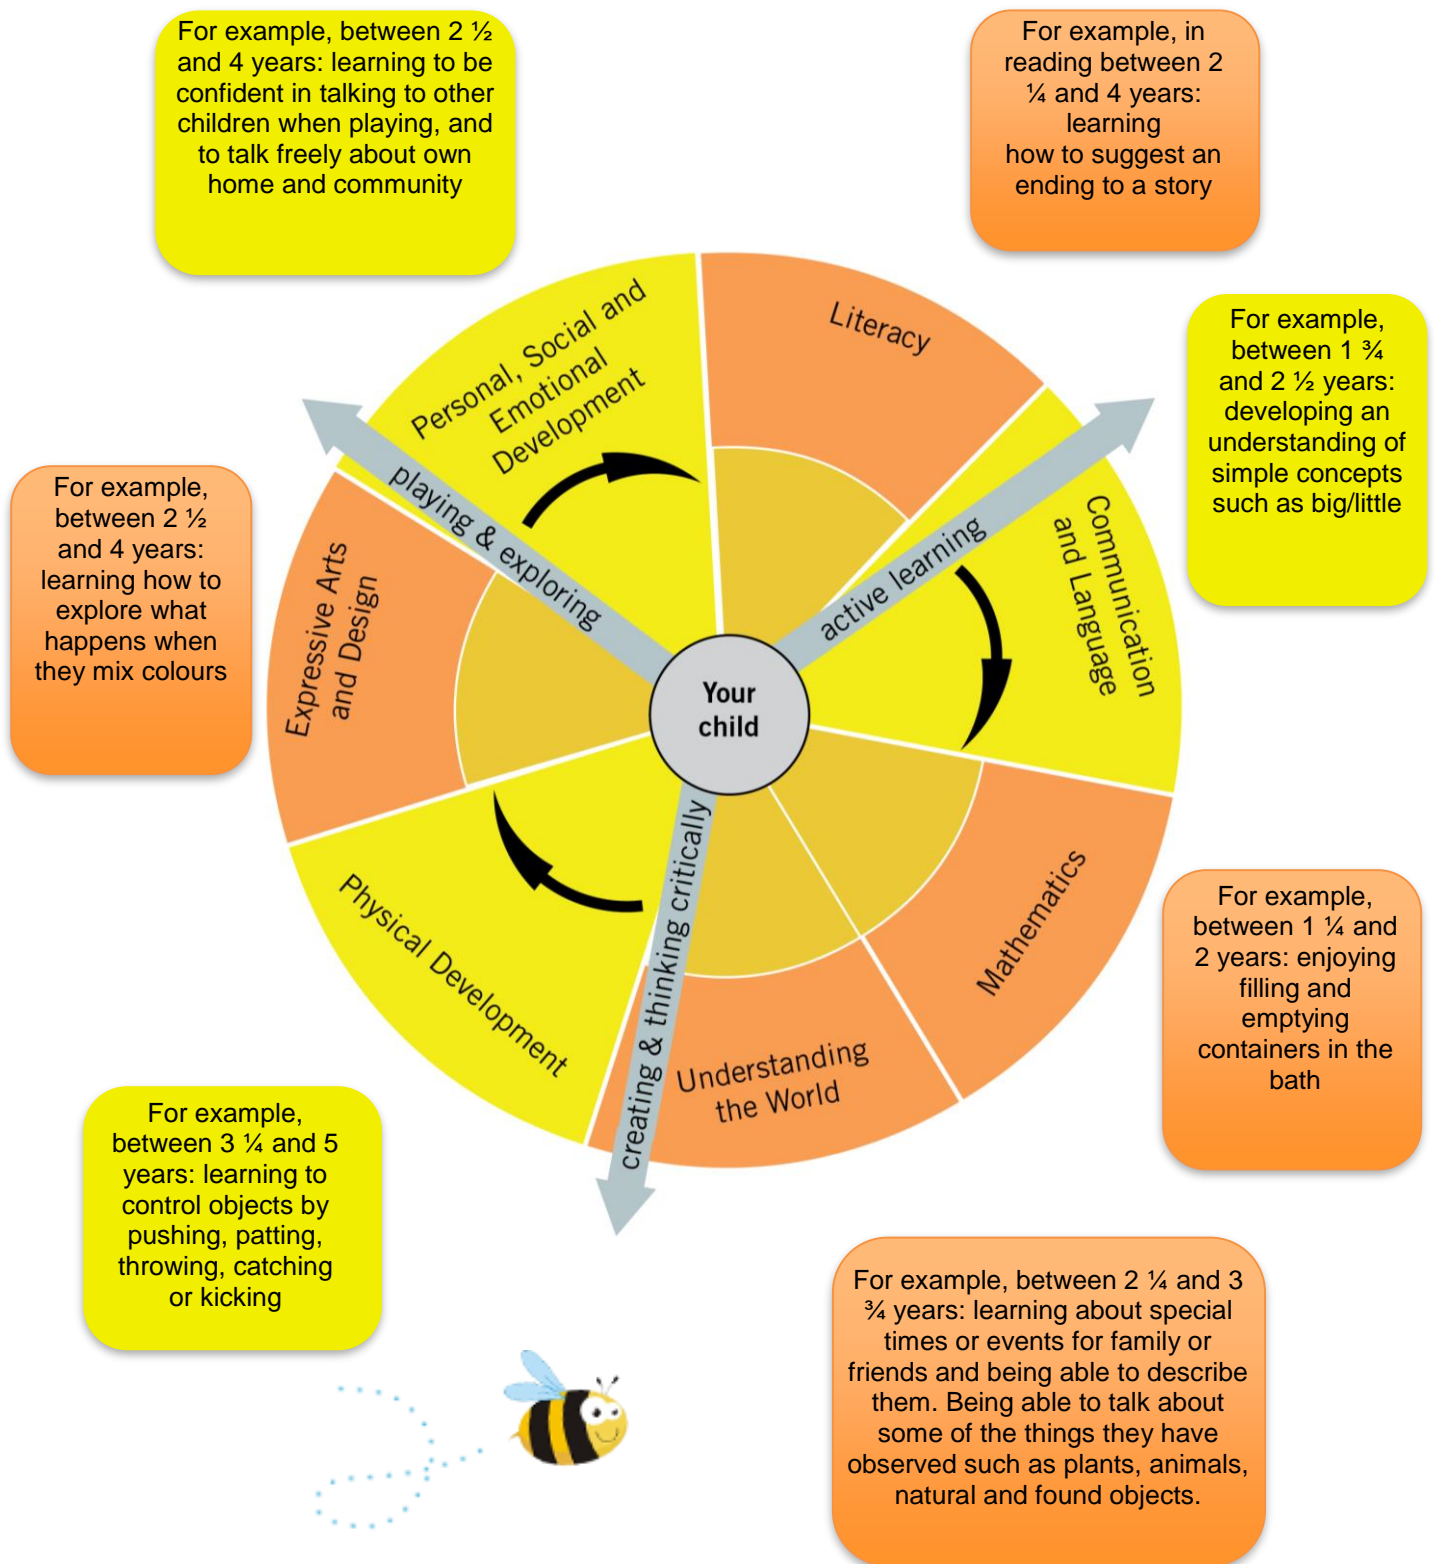 For example, between 2 ½
and 4 years: learning to be
confident in talking to other
children when playing, and
to talk freely about own
home and community
For example, in
reading between 2
¼ and 4 years:
learning
how to suggest an
ending to a story
For example,
between 1 ¾
and 2 ½ years:
developing an
understanding of
simple concepts
such as big/little
For example,
between 2 ½
and 4 years:
learning how to
explore what
happens when
they mix colours
Personal, Social and
Emotional
Development
Literacy
playing & exploring
active learning
Communication
and Language
Expressive Arts
and Design
Your
child
creating & thinking critically
Physical Development
Mathematics
Understanding
the World
For example,
between 1 ¼ and
2 years: enjoying
filling and
emptying
containers in the
bath
For example,
between 3 ¼ and 5
years: learning to
control objects by
pushing, patting,
throwing, catching
or kicking
For example, between 2 ¼ and 3
¾ years: learning about special
times or events for family or
friends and being able to describe
them. Being able to talk about
some of the things they have
observed such as plants, animals,
natural and found objects.